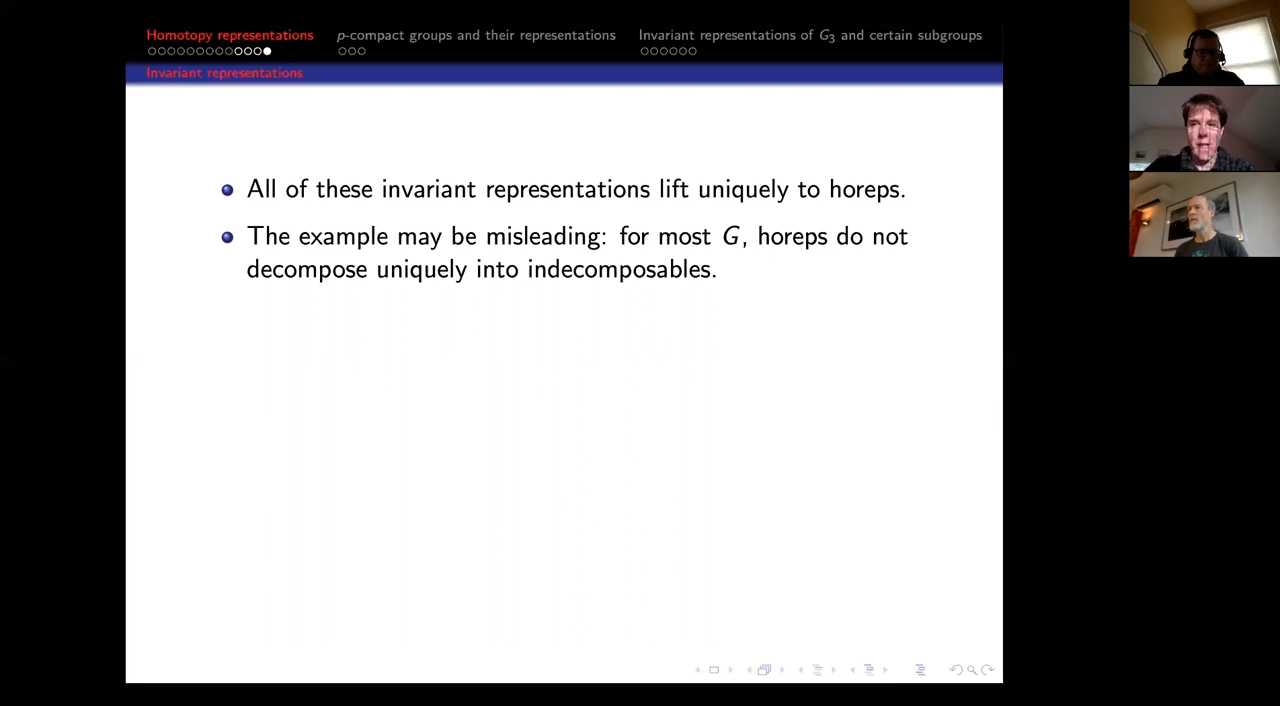 Homotopy representations
p-compact groups and their representations
Invariant representations of G₃ and certain subgroups
Invariant representations
All of these invariant representations lift uniquely to horeps.
The example may be misleading: for most G, horeps do not
decompose uniquely into indecomposables.